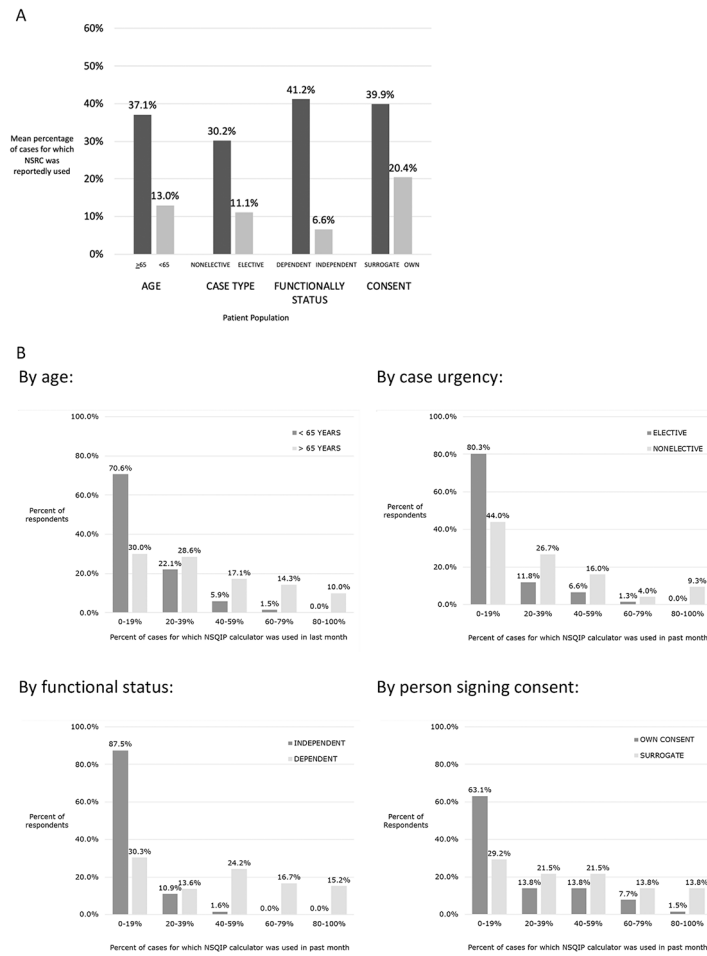 A
60%
50%
41.2%
39.9%
40%
37.1%
Mean percentage
of cases for which
NSRC was
reportedly used
30%
30.2%
20.4%
20%
13.0%
11.1%
10%
6.6%
0%
≥65 <65 NONELECTIVE ELECTIVE DEPENDENT INDEPENDENT SURROGATE OWN
AGE CASE TYPE FUNCTIONALLY STATUS CONSENT
Patient Population
B
By age:
100.0%
< 65 YEARS
> 65 YEARS
80.0%
70.6%
60.0%
Percent of
respondents
40.0%
30.0% 28.6%
22.1%
20.0%
17.1%
14.3%
10.0%
5.9%
1.5%
0.0%
0.0%
0-19% 20-39% 40-59% 60-79% 80-100%
Percent of cases for which NSQIP calculator was used in last month
By case urgency:
100.0%
ELECTIVE
NONELECTIVE
80.3%
80.0%
60.0%
Percent of
respondents
44.0%
40.0%
26.7%
20.0%
16.0%
11.8%
9.3%
6.6%
4.0%
1.3%
0.0%
0.0%
0-19% 20-39% 40-59% 60-79% 80-100%
Percent of cases for which NSQIP calculator was used in past month
By functional status:
100.0%
INDEPENDENT
DEPENDENT
87.5%
80.0%
60.0%
Percent of
Respondents
40.0%
30.3%
24.2%
20.0%
16.7%
15.2%
13.6%
10.9%
1.6%
0.0%
0.0%
0.0%
0-19% 20-39% 40-59% 60-79% 80-100%
Percent of cases for which NSQIP calculator was used in past month
By person signing consent:
100.0%
OWN CONSENT
SURROGATE
80.0%
63.1%
60.0%
Percent of
Respondents
40.0%
29.2%
21.5%
21.5%
20.0%
13.8%
13.8%
13.8%
13.8%
7.7%
1.5%
0.0%
0-19% 20-39% 40-59% 60-79% 80-100%
Percent of cases for which NSQIP calculator was used in past month